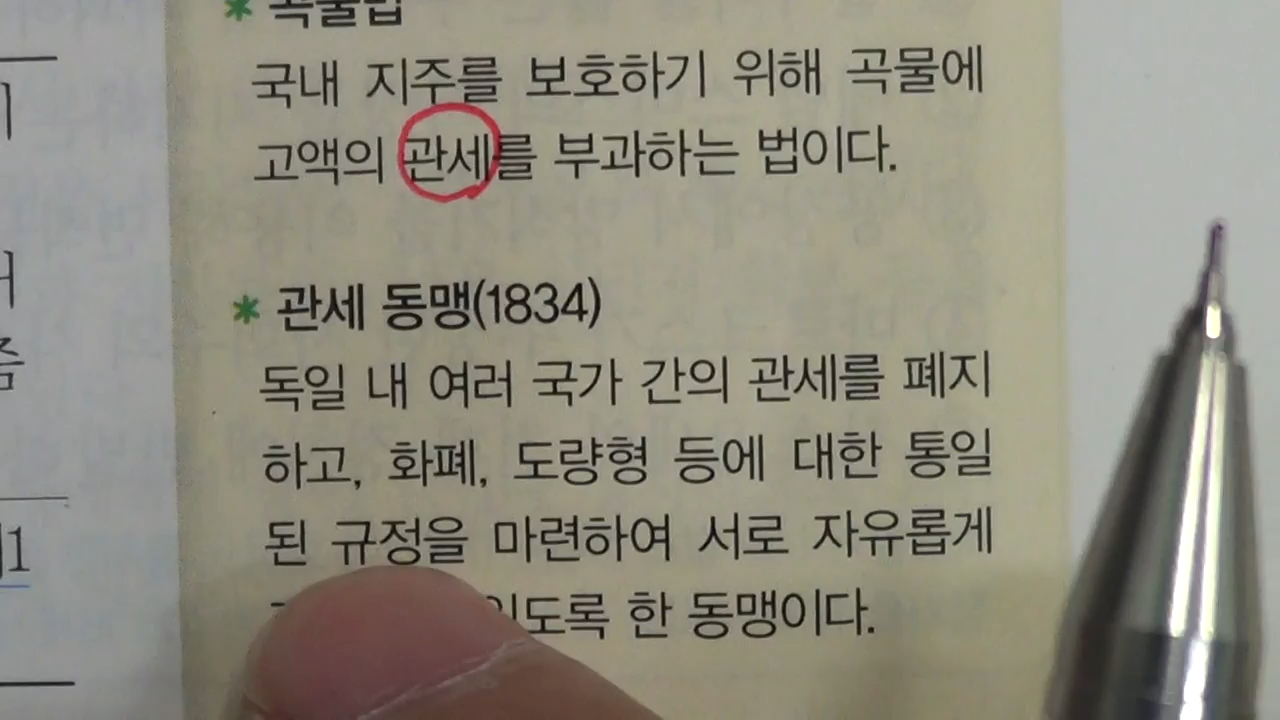 * 곡물법
국내 지주를 보호하기 위해 곡물에
고액의 관세를 부과하는 법이다.
* 관세 동맹(1834)
독일 내 여러 국가 간의 관세를 폐지
하고, 화폐, 도량형 등에 대한 통일
된 규정을 마련하여 서로 자유롭게
있도록 한 동맹이다.